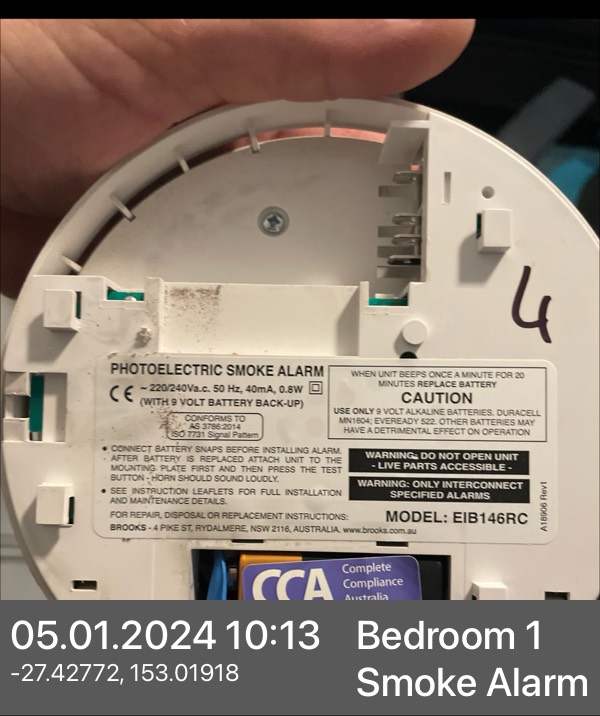 4
PHOTOELECTRIC SMOKE ALARM
CE ~ 220/240Va.c. 50 Hz, 40mA, 0.8W
(WITH 9 VOLT BATTERY BACK-UP)
CONFORMS TO
AS 3786:2014
ISO 7731 Signal Pattern
• CONNECT BATTERY SNAPS BEFORE INSTALLING ALARM.
- AFTER BATTERY IS REPLACED ATTACH UNIT TO THE
MOUNTING PLATE FIRST AND THEN PRESS THE TEST
BUTTON - HORN SHOULD SOUND LOUDLY.
• SEE INSTRUCTION LEAFLETS FOR FULL INSTALLATION
AND MAINTENANCE DETAILS.
FOR REPAIR, DISPOSAL OR REPLACEMENT INSTRUCTIONS:
BROOKS - 4 PIKE ST, RYDALMERE, NSW 2116, AUSTRALIA. www.brooks.com.au
WHEN UNIT BEEPS ONCE A MINUTE FOR 20
MINUTES REPLACE BATTERY
CAUTION
USE ONLY 9 VOLT ALKALINE BATTERIES. DURACELL
MN1604; EVEREADY 522. OTHER BATTERIES MAY
HAVE A DETRIMENTAL EFFECT ON OPERATION
WARNING: DO NOT OPEN UNIT
- LIVE PARTS ACCESSIBLE -
WARNING: ONLY INTERCONNECT
SPECIFIED ALARMS
MODEL: EIB146RC
A18906 Rev1
CCA
Complete
Compliance
Australia
05.01.2024 10:13
-27.42772, 153.01918
Bedroom 1
Smoke Alarm